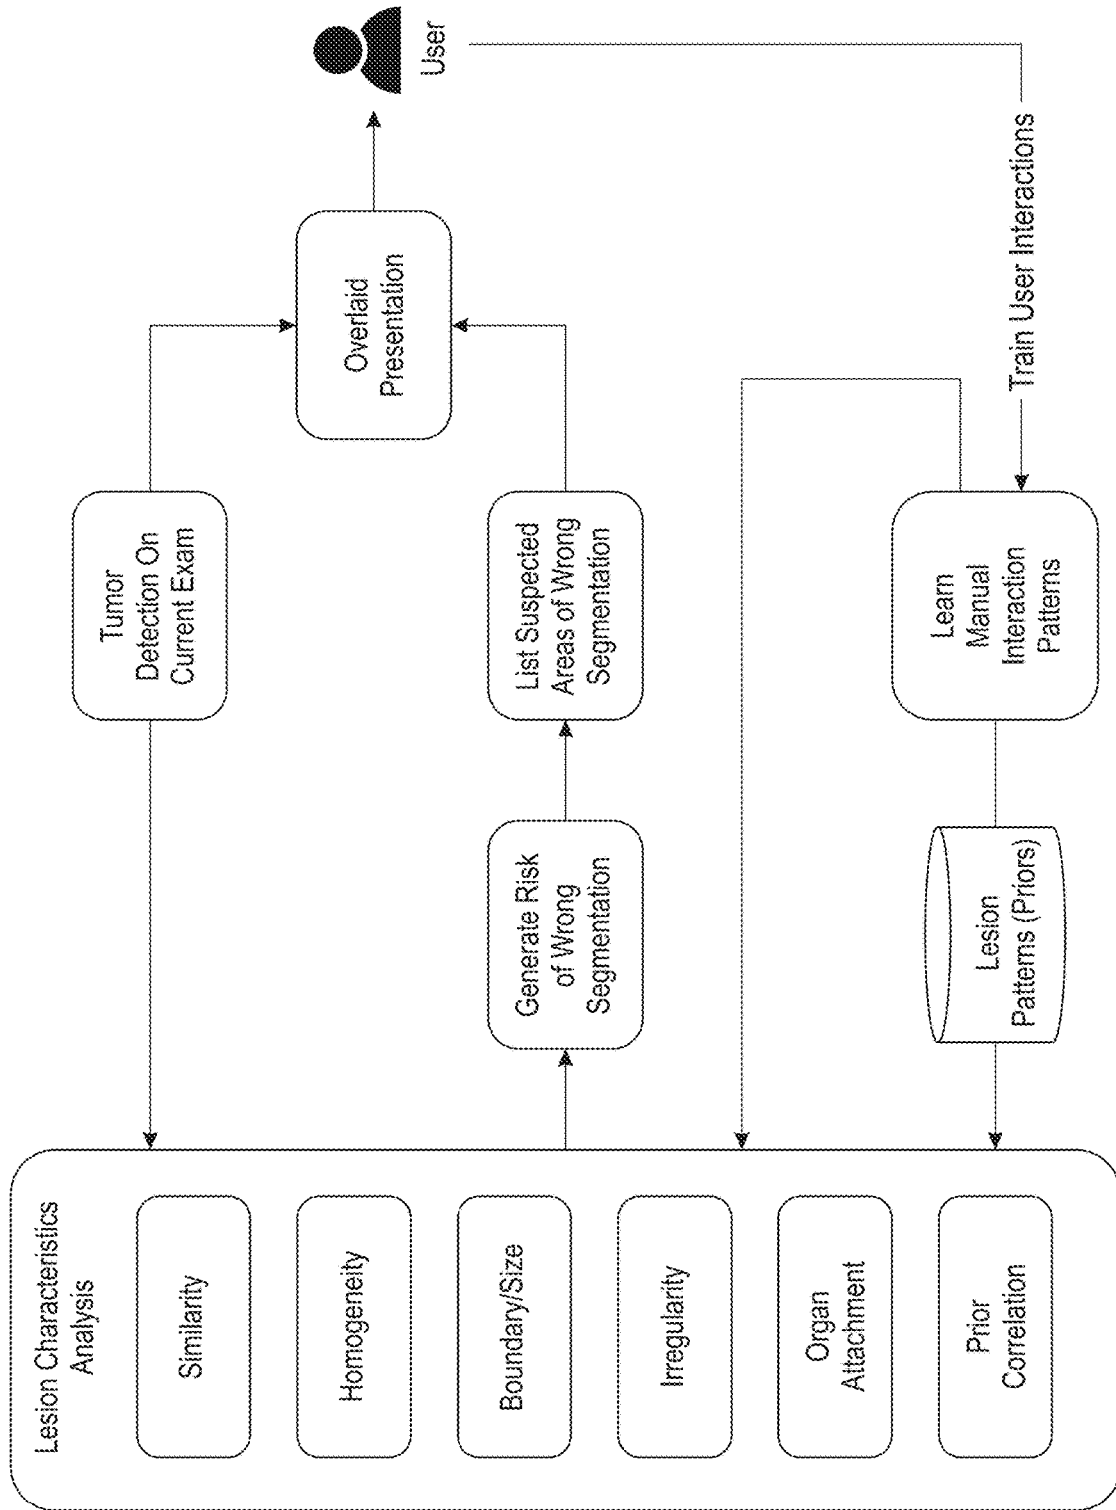 Lesion Characteristics
Analysis
Similarity
Homogeneity
Boundary/Size
Irregularity
Organ
Attachment
Prior
Correlation
Tumor
Detection On
Current Exam
Generate Risk
of Wrong
Segmentation
List Suspected
Areas of Wrong
Segmentation
Overlaid
Presentation
User
Lesion
Patterns (Priors)
Learn
Manual
Interaction
Patterns
Train User Interactions